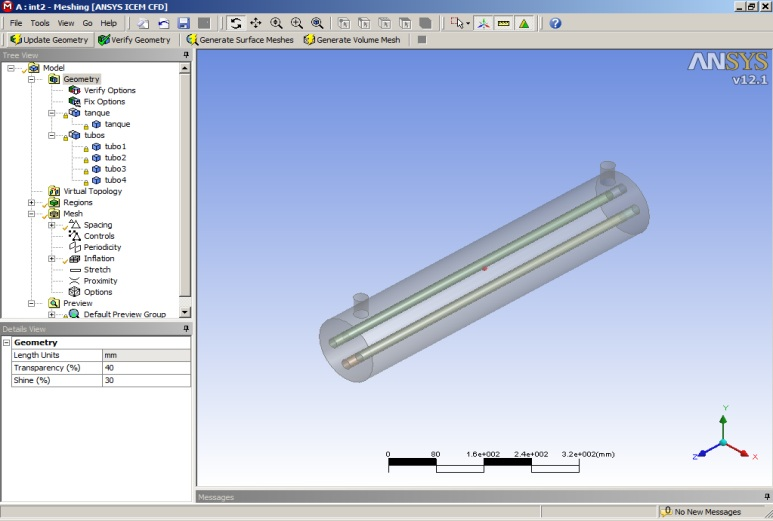 A : int2 - Meshing [ANSYS ICEM CFD]
File Tools View Go Help
Update Geometry Verify Geometry Generate Surface Meshes Generate Volume Mesh
Tree View
Model
Geometry
Verify Options
Fix Options
tanque
tanque
tubos
tubo1
tubo2
tubo3
tubo4
Virtual Topology
Regions
Mesh
Spacing
Controls
Periodicity
Inflation
Stretch
Proximity
Options
Preview
Default Preview Group
Details View
Geometry
Length Units mm
Transparency (%) 40
Shine (%) 30
ANSYS
v12.1
0 80 1.6e+002 2.4e+002 3.2e+002(mm)
Y
Z X
Messages
No New Messages